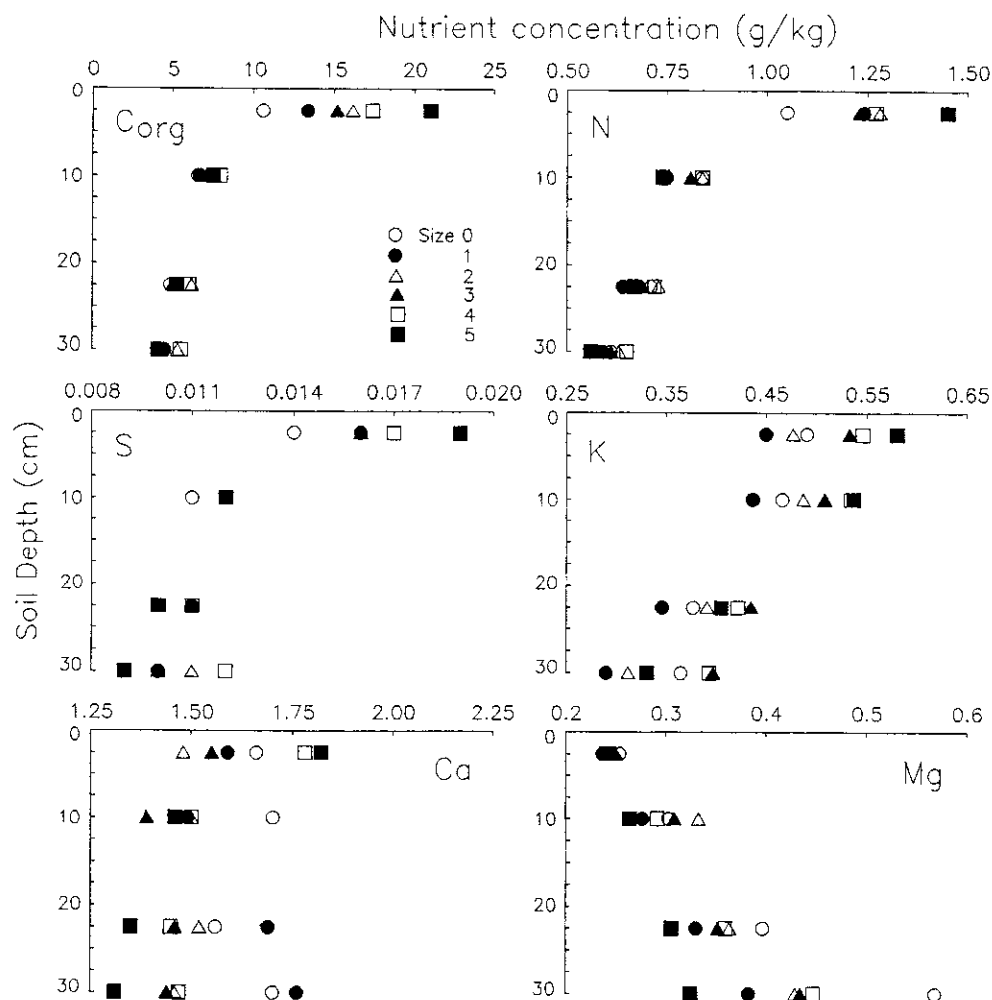 Nutrient concentration (g/kg)
0 5 10 15 20 25
0.50 0.75 1.00 1.25 1.50
0
10
20
30
Corg
Size 0
1
2
3
4
5
0
10
20
30
N
0.008 0.011 0.014 0.017 0.020
0.25 0.35 0.45 0.55 0.65
Soil Depth (cm)
0
10
20
30
S
0
10
20
30
K
1.25 1.50 1.75 2.00 2.25
0.2 0.3 0.4 0.5 0.6
0
10
20
30
Ca
0
10
20
30
Mg